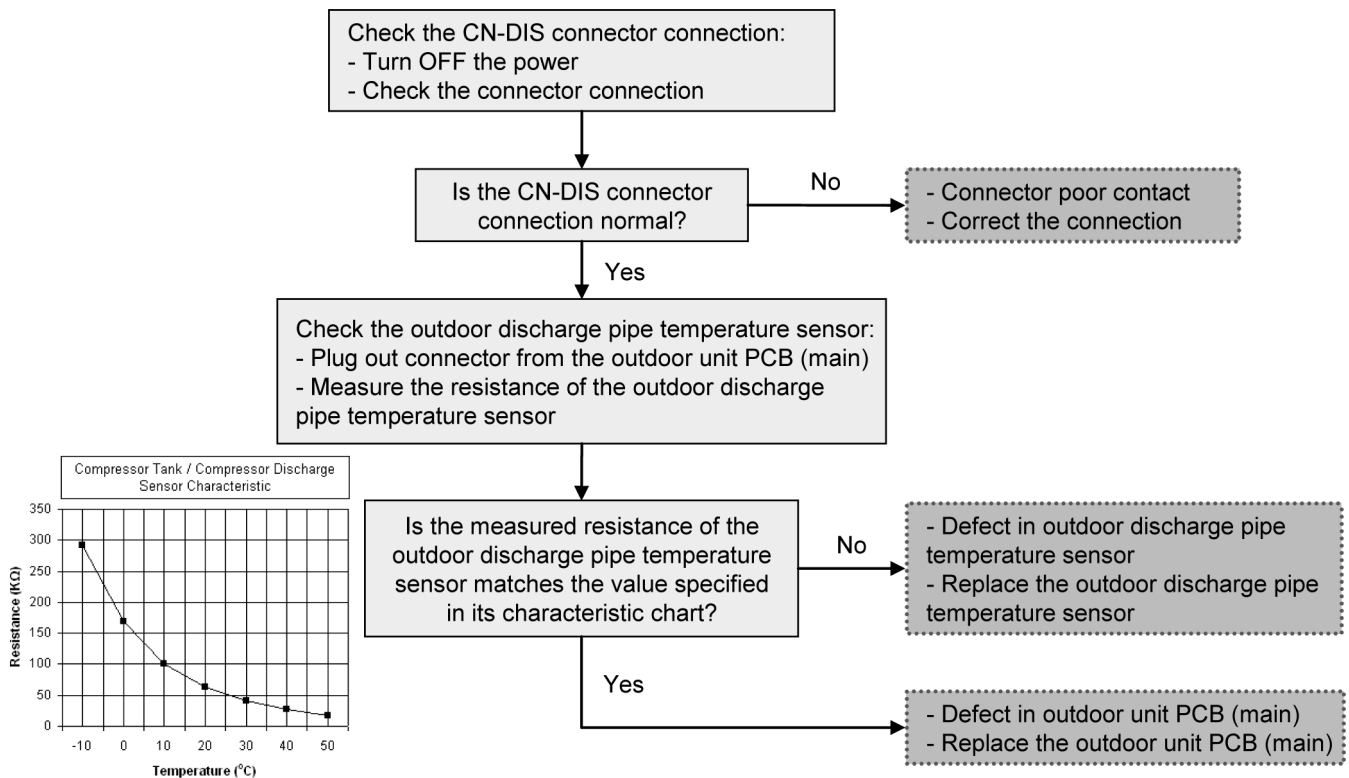 Check the CN-DIS connector connection:
- Turn OFF the power
- Check the connector connection
Is the CN-DIS connector
connection normal?
No
- Connector poor contact
- Correct the connection
Yes
Check the outdoor discharge pipe temperature sensor:
- Plug out connector from the outdoor unit PCB (main)
- Measure the resistance of the outdoor discharge
pipe temperature sensor
Compressor Tank / Compressor Discharge
Sensor Characteristic
Resistance (KΩ)
350
300
250
200
150
100
50
0
-10 0 10 20 30 40 50
Temperature (°C)
Is the measured resistance of the
outdoor discharge pipe temperature
sensor matches the value specified
in its characteristic chart?
No
- Defect in outdoor discharge pipe
temperature sensor
- Replace the outdoor discharge pipe
temperature sensor
Yes
- Defect in outdoor unit PCB (main)
- Replace the outdoor unit PCB (main)